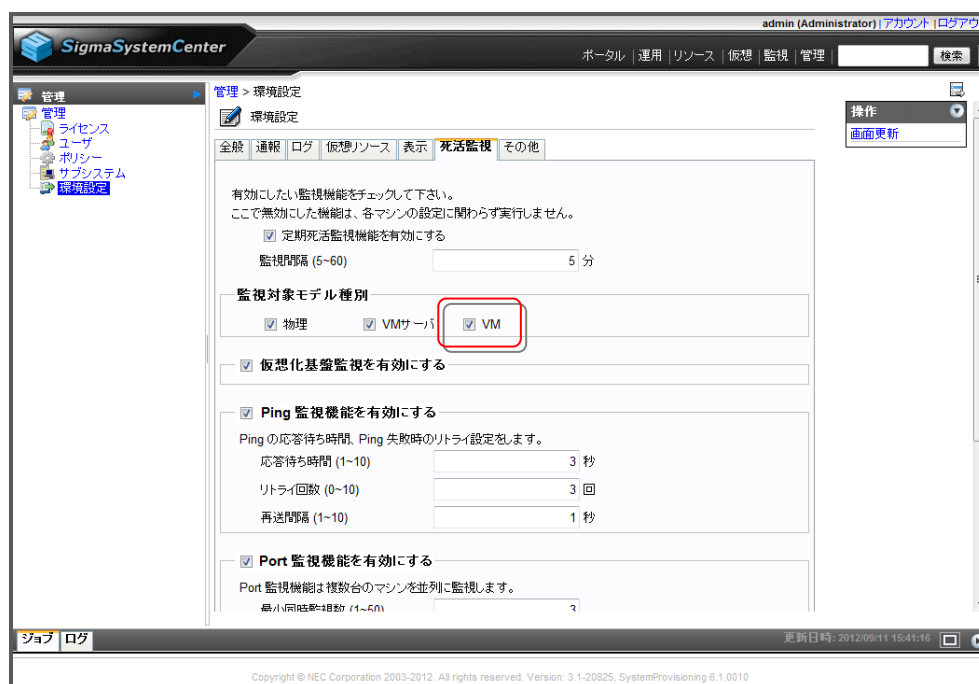 admin (Administrator) | アカウント | ログアウ
SigmaSystemCenter
ポータル | 運用 | リソース | 仮想 | 監視 | 管理 | 検索
管理
管理
ライセンス
ユーザ
ポリシー
サブシステム
環境設定
管理 > 環境設定
環境設定
操作
画面更新
全般 通報 ログ 仮想リソース 表示 死活監視 その他
有効にしたい監視機能をチェックして下さい。
ここで無効にした機能は、各マシンの設定に関わらず実行しません。
定期死活監視機能を有効にする
監視間隔 (5~60) 5 分
監視対象モデル種別
物理 VMサーバ VM
仮想化基盤監視を有効にする
Ping 監視機能を有効にする
Ping の応答待ち時間、Ping 失敗時のリトライ設定をします。
応答待ち時間 (1~10) 3 秒
リトライ回数 (0~10) 3 回
再送間隔 (1~10) 1 秒
Port 監視機能を有効にする
Port 監視機能は複数台のマシンを並列に監視します。
最小同時監視数 (1~50) 3
ジョブ ログ
更新日時: 2012/09/11 15:41:16
Copyright © NEC Corporation 2003-2012. All rights reserved. Version: 3.1-20825, SystemProvisioning 6.1.0010